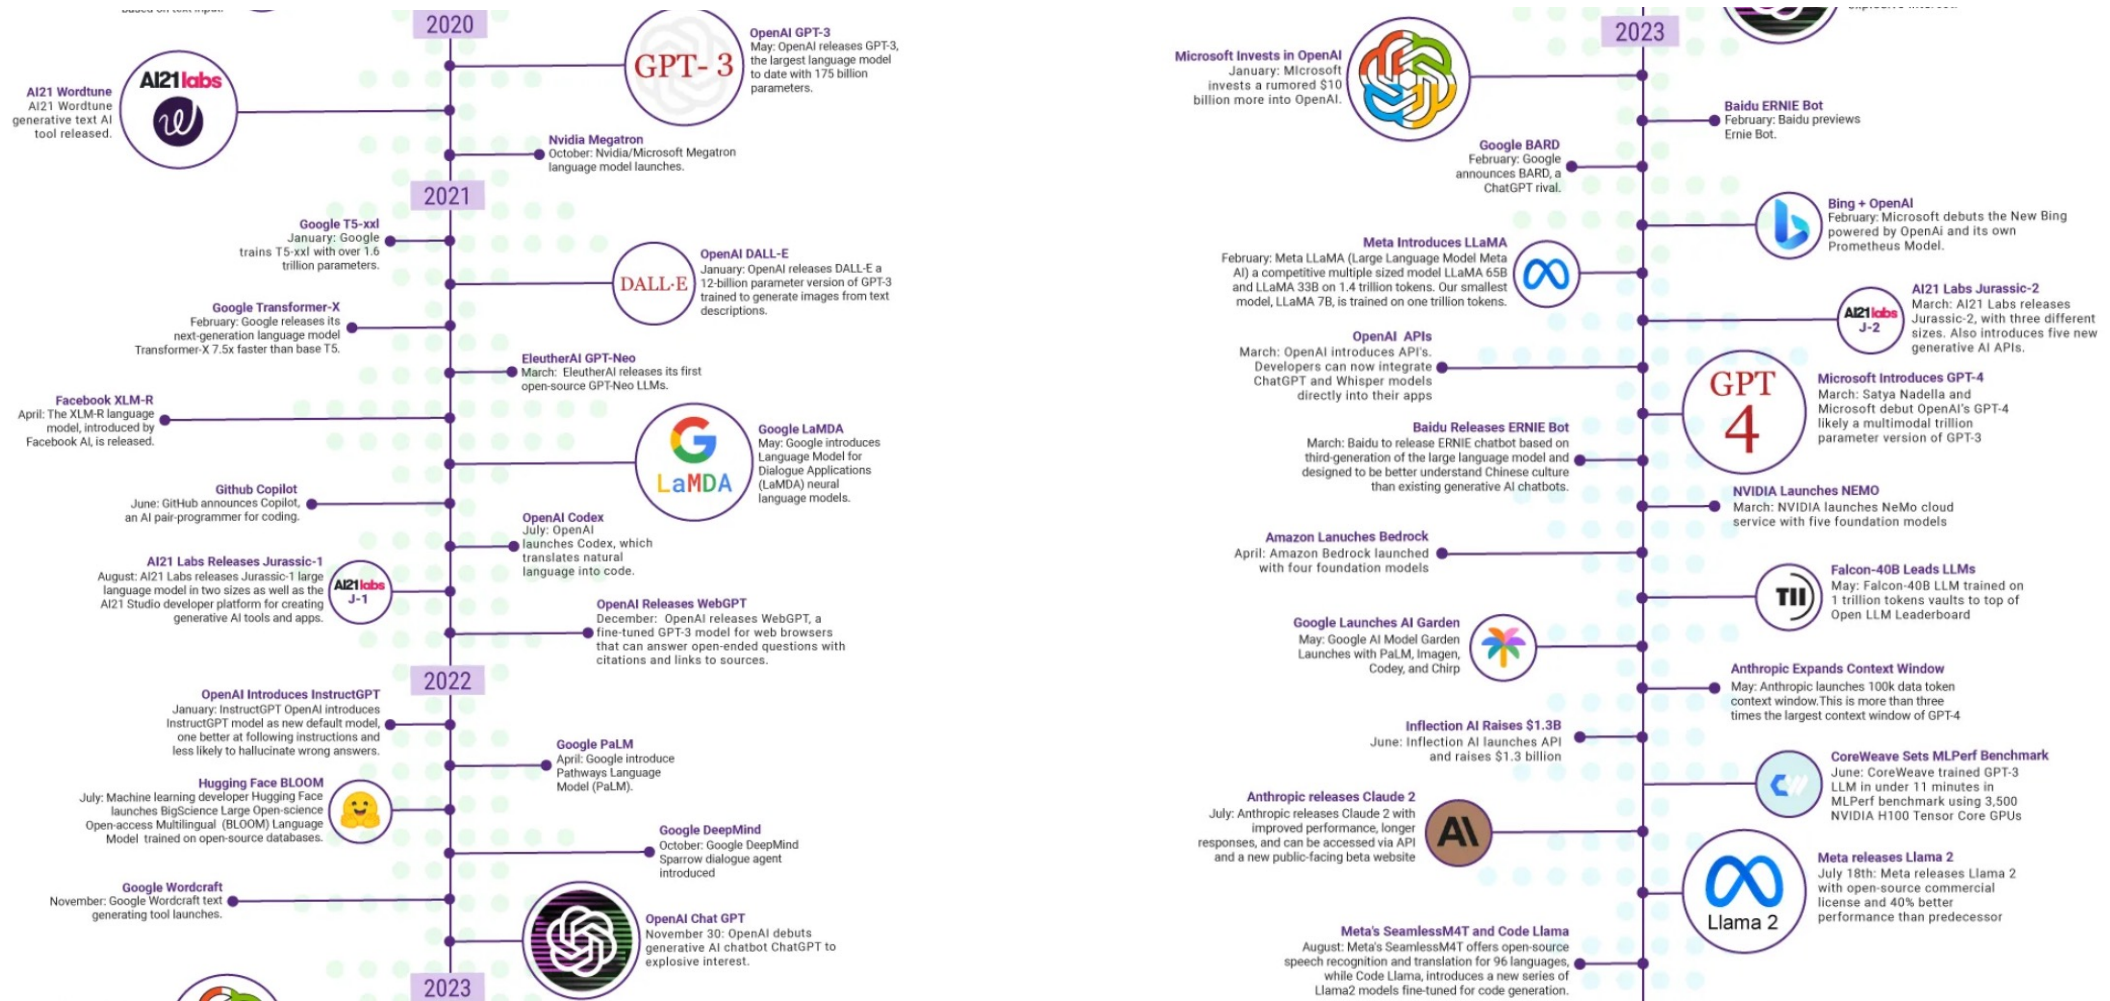 Based on text input.
2020
OpenAI GPT-3
May: OpenAI releases GPT-3,
the largest language model
to date with 175 billion
parameters.
GPT- 3
AI21labs
AI21 Wordtune
AI21 Wordtune
generative text AI
tool released.
Nvidia Megatron
October: Nvidia/Microsoft Megatron
language model launches.
2021
Google T5-xxl
January: Google
trains T5-xxl with over 1.6
trillion parameters.
OpenAI DALL-E
January: OpenAI releases DALL-E a
12-billion parameter version of GPT-3
trained to generate images from text
descriptions.
DALL·E
Google Transformer-X
February: Google releases its
next-generation language model
Transformer-X 7.5x faster than base T5.
EleutherAI GPT-Neo
March: EleutherAI releases its first
open-source GPT-Neo LLMs.
Facebook XLM-R
April: The XLM-R language
model, introduced by
Facebook AI, is released.
Google LaMDA
May: Google introduces
Language Model for
Dialogue Applications
(LaMDA) neural
language models.
G
LaMDA
Github Copilot
June: GitHub announces Copilot,
an AI pair-programmer for coding.
OpenAI Codex
July: OpenAI
launches Codex, which
translates natural
language into code.
AI21 Labs Releases Jurassic-1
August: AI21 Labs releases Jurassic-1 large
language model in two sizes as well as the
AI21 Studio developer platform for creating
generative AI tools and apps.
AI21labs
J-1
OpenAI Releases WebGPT
December: OpenAI releases WebGPT, a
fine-tuned GPT-3 model for web browsers
that can answer open-ended questions with
citations and links to sources.
2022
OpenAI Introduces InstructGPT
January: InstructGPT OpenAI introduces
InstructGPT model as new default model,
one better at following instructions and
less likely to hallucinate wrong answers.
Google PaLM
April: Google introduce
Pathways Language
Model (PaLM).
Hugging Face BLOOM
July: Machine learning developer Hugging Face
launches BigScience Large Open-science
Open-access Multilingual (BLOOM) Language
Model trained on open-source databases.
Google DeepMind
October: Google DeepMind
Sparrow dialogue agent
introduced
Google Wordcraft
November: Google Wordcraft text
generating tool launches.
OpenAI Chat GPT
November 30: OpenAI debuts
generative AI chatbot ChatGPT to
explosive interest.
2023
explosive interest.
2023
Microsoft Invests in OpenAI
January: MIcrosoft
invests a rumored $10
billion more into OpenAI.
Baidu ERNIE Bot
February: Baidu previews
Ernie Bot.
Google BARD
February: Google
announces BARD, a
ChatGPT rival.
Bing + OpenAI
February: Microsoft debuts the New Bing
powered by OpenAi and its own
Prometheus Model.
Meta Introduces LLaMA
February: Meta LLaMA (Large Language Model Meta
AI) a competitive multiple sized model LLaMA 65B
and LLaMA 33B on 1.4 trillion tokens. Our smallest
model, LLaMA 7B, is trained on one trillion tokens.
AI21 Labs Jurassic-2
March: AI21 Labs releases
Jurassic-2, with three different
sizes. Also introduces five new
generative AI APIs.
AI21labs
J-2
OpenAI APIs
March: OpenAI introduces API's.
Developers can now integrate
ChatGPT and Whisper models
directly into their apps
GPT
4
Microsoft Introduces GPT-4
March: Satya Nadella and
Microsoft debut OpenAI's GPT-4
likely a multimodal trillion
parameter version of GPT-3
Baidu Releases ERNIE Bot
March: Baidu to release ERNIE chatbot based on
third-generation of the large language model and
designed to be better understand Chinese culture
than existing generative AI chatbots.
NVIDIA Launches NEMO
March: NVIDIA launches NeMo cloud
service with five foundation models
Amazon Lanuches Bedrock
April: Amazon Bedrock launched
with four foundation models
Falcon-40B Leads LLMs
May: Falcon-40B LLM trained on
1 trillion tokens vaults to top of
Open LLM Leaderboard
TII
Google Launches AI Garden
May: Google AI Model Garden
Launches with PaLM, Imagen,
Codey, and Chirp
Anthropic Expands Context Window
May: Anthropic launches 100k data token
context window.This is more than three
times the largest context window of GPT-4
Inflection AI Raises $1.3B
June: Inflection AI launches API
and raises $1.3 billion
CoreWeave Sets MLPerf Benchmark
June: CoreWeave trained GPT-3
LLM in under 11 minutes in
MLPerf benchmark using 3,500
NVIDIA H100 Tensor Core GPUs
Anthropic releases Claude 2
July: Anthropic releases Claude 2 with
improved performance, longer
responses, and can be accessed via API
and a new public-facing beta website
A\
Meta releases Llama 2
July 18th: Meta releases Llama 2
with open-source commercial
license and 40% better
performance than predecessor
Llama 2
Meta's SeamlessM4T and Code Llama
August: Meta's SeamlessM4T offers open-source
speech recognition and translation for 96 languages,
while Code Llama, introduces a new series of
Llama2 models fine-tuned for code generation.